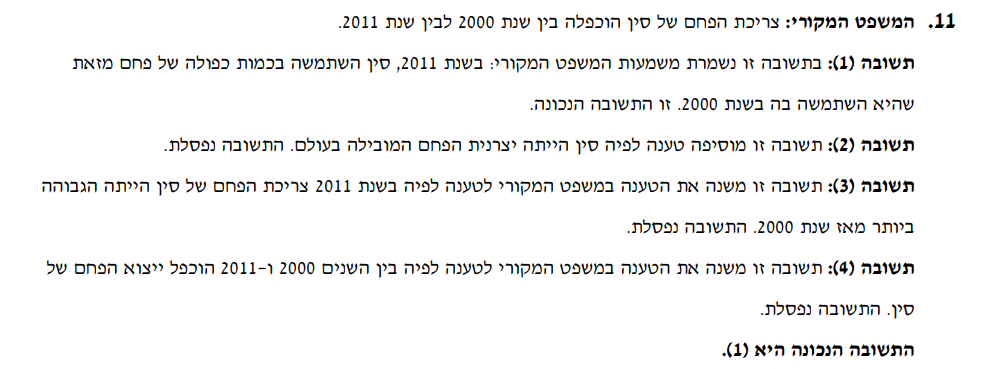 11. המשפט המקורי: צריכת הפחם של סין הוכפלה בין שנת 2000 לבין שנת 2011.
תשובה (1): בתשובה זו נשמרת משמעות המשפט המקורי: בשנת 2011, סין השתמשה בכמות כפולה של פחם מזאת
שהיא השתמשה בה בשנת 2000. זו התשובה הנכונה.
תשובה (2): תשובה זו מוסיפה טענה לפיה סין הייתה יצרנית הפחם המובילה בעולם. התשובה נפסלת.
תשובה (3): תשובה זו משנה את הטענה במשפט המקורי לטענה לפיה בשנת 2011 צריכת הפחם של סין הייתה הגבוהה
ביותר מאז שנת 2000. התשובה נפסלת.
תשובה (4): תשובה זו משנה את הטענה במשפט המקורי לטענה לפיה בין השנים 2000 ו-2011 הוכפל ייצוא הפחם של
סין. התשובה נפסלת.
התשובה הנכונה היא (1).